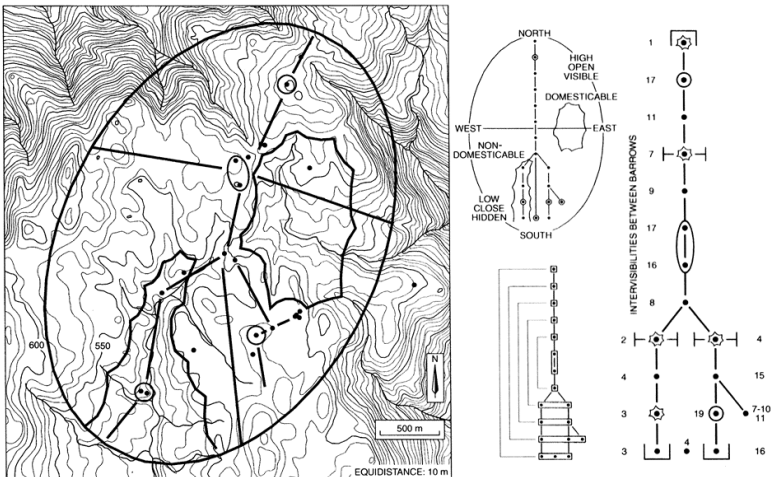 600
550
N
500 m
EQUIDISTANCE: 10 m
NORTH
HIGH
OPEN
VISIBLE
DOMESTICABLE
WEST
EAST
NON-
DOMESTICABLE
LOW
CLOSE
HIDDEN
SOUTH
INTERVISIBILITIES BETWEEN BARROWS
1
17
11
7
9
17
16
8
2
4
4
15
3
19
7-10
11
3
4
16